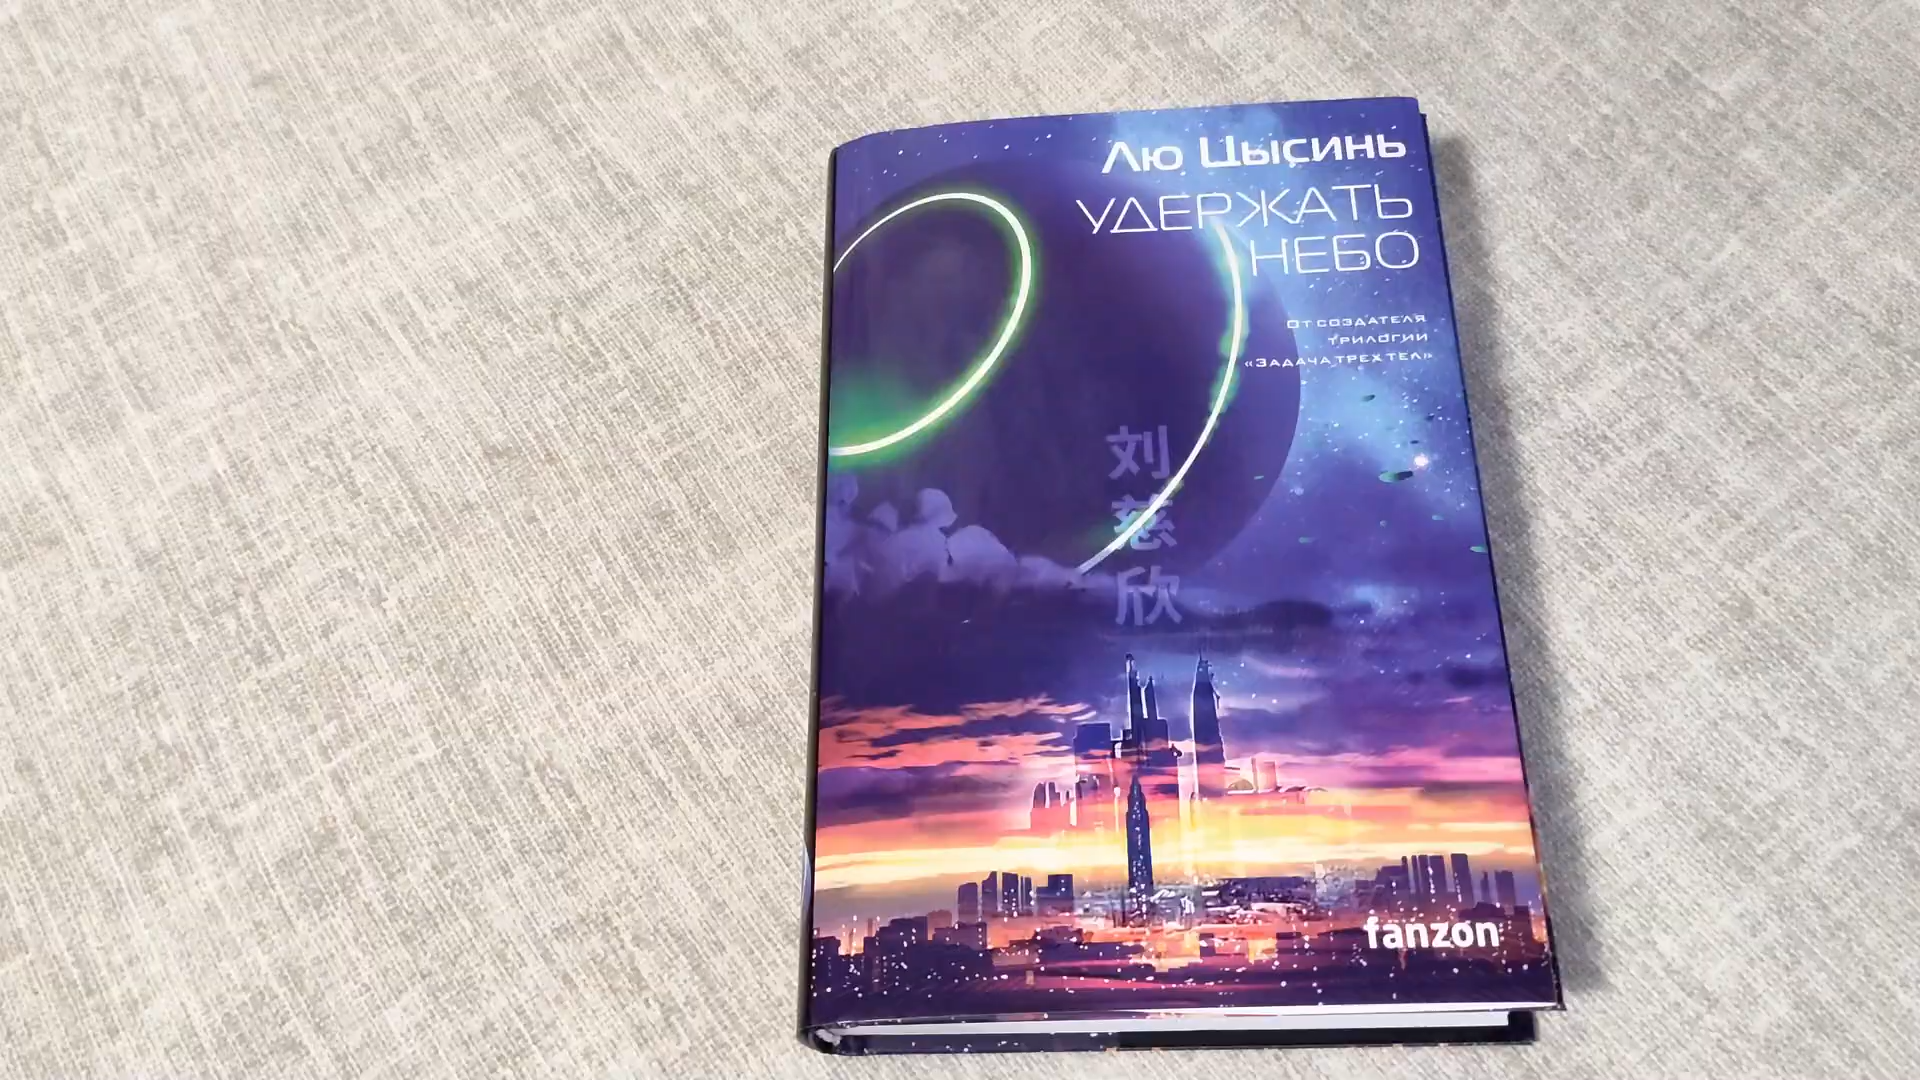 Лю Цысинь
УДЕРЖАТЬ
НЕБО
От создателя
трилогии
«Задача трех тел»
刘
慈
欣
fanzon